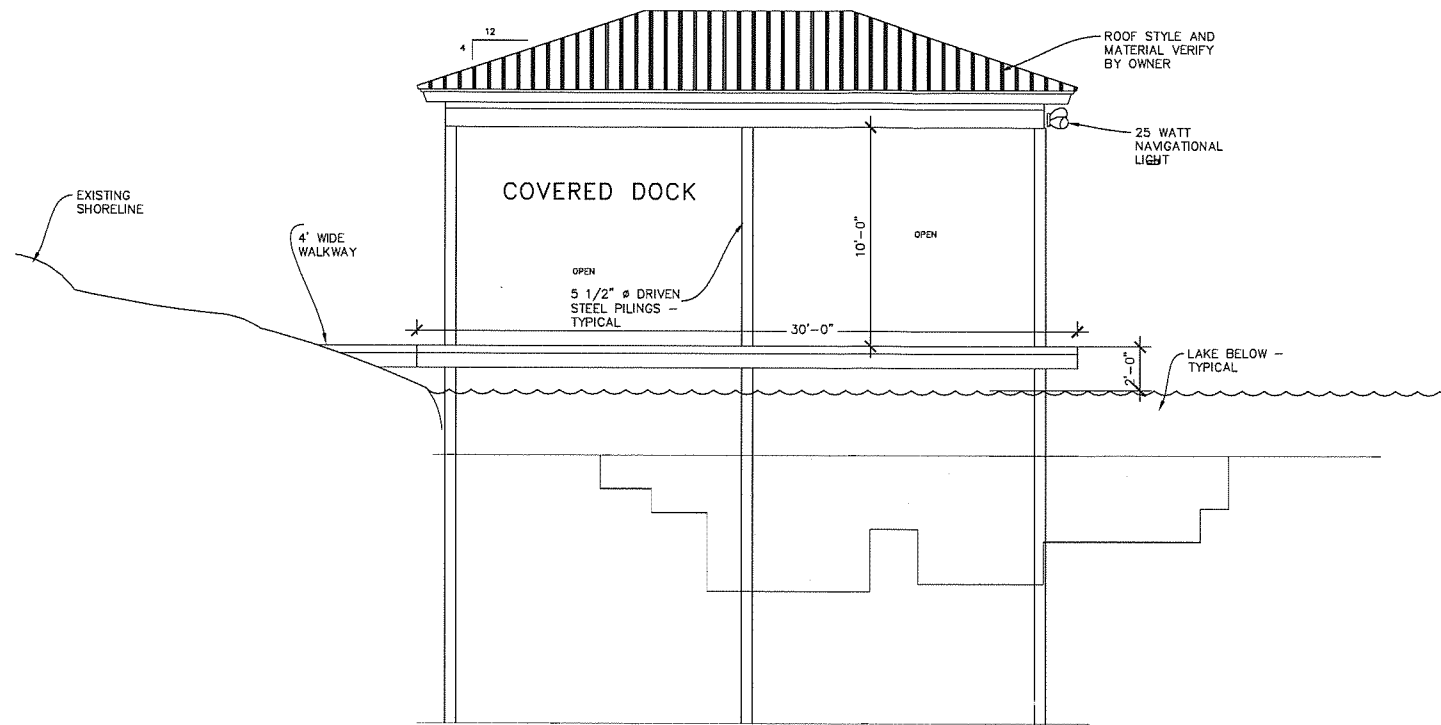 12
4
ROOF STYLE AND
MATERIAL VERIFY
BY OWNER
25 WATT
NAVIGATIONAL
LIGHT
EXISTING
SHORELINE
COVERED DOCK
4' WIDE
WALKWAY
10'-0"
OPEN
OPEN
5 1/2" ø DRIVEN
STEEL PILINGS –
TYPICAL
30'-0"
2'-0"
LAKE BELOW –
TYPICAL